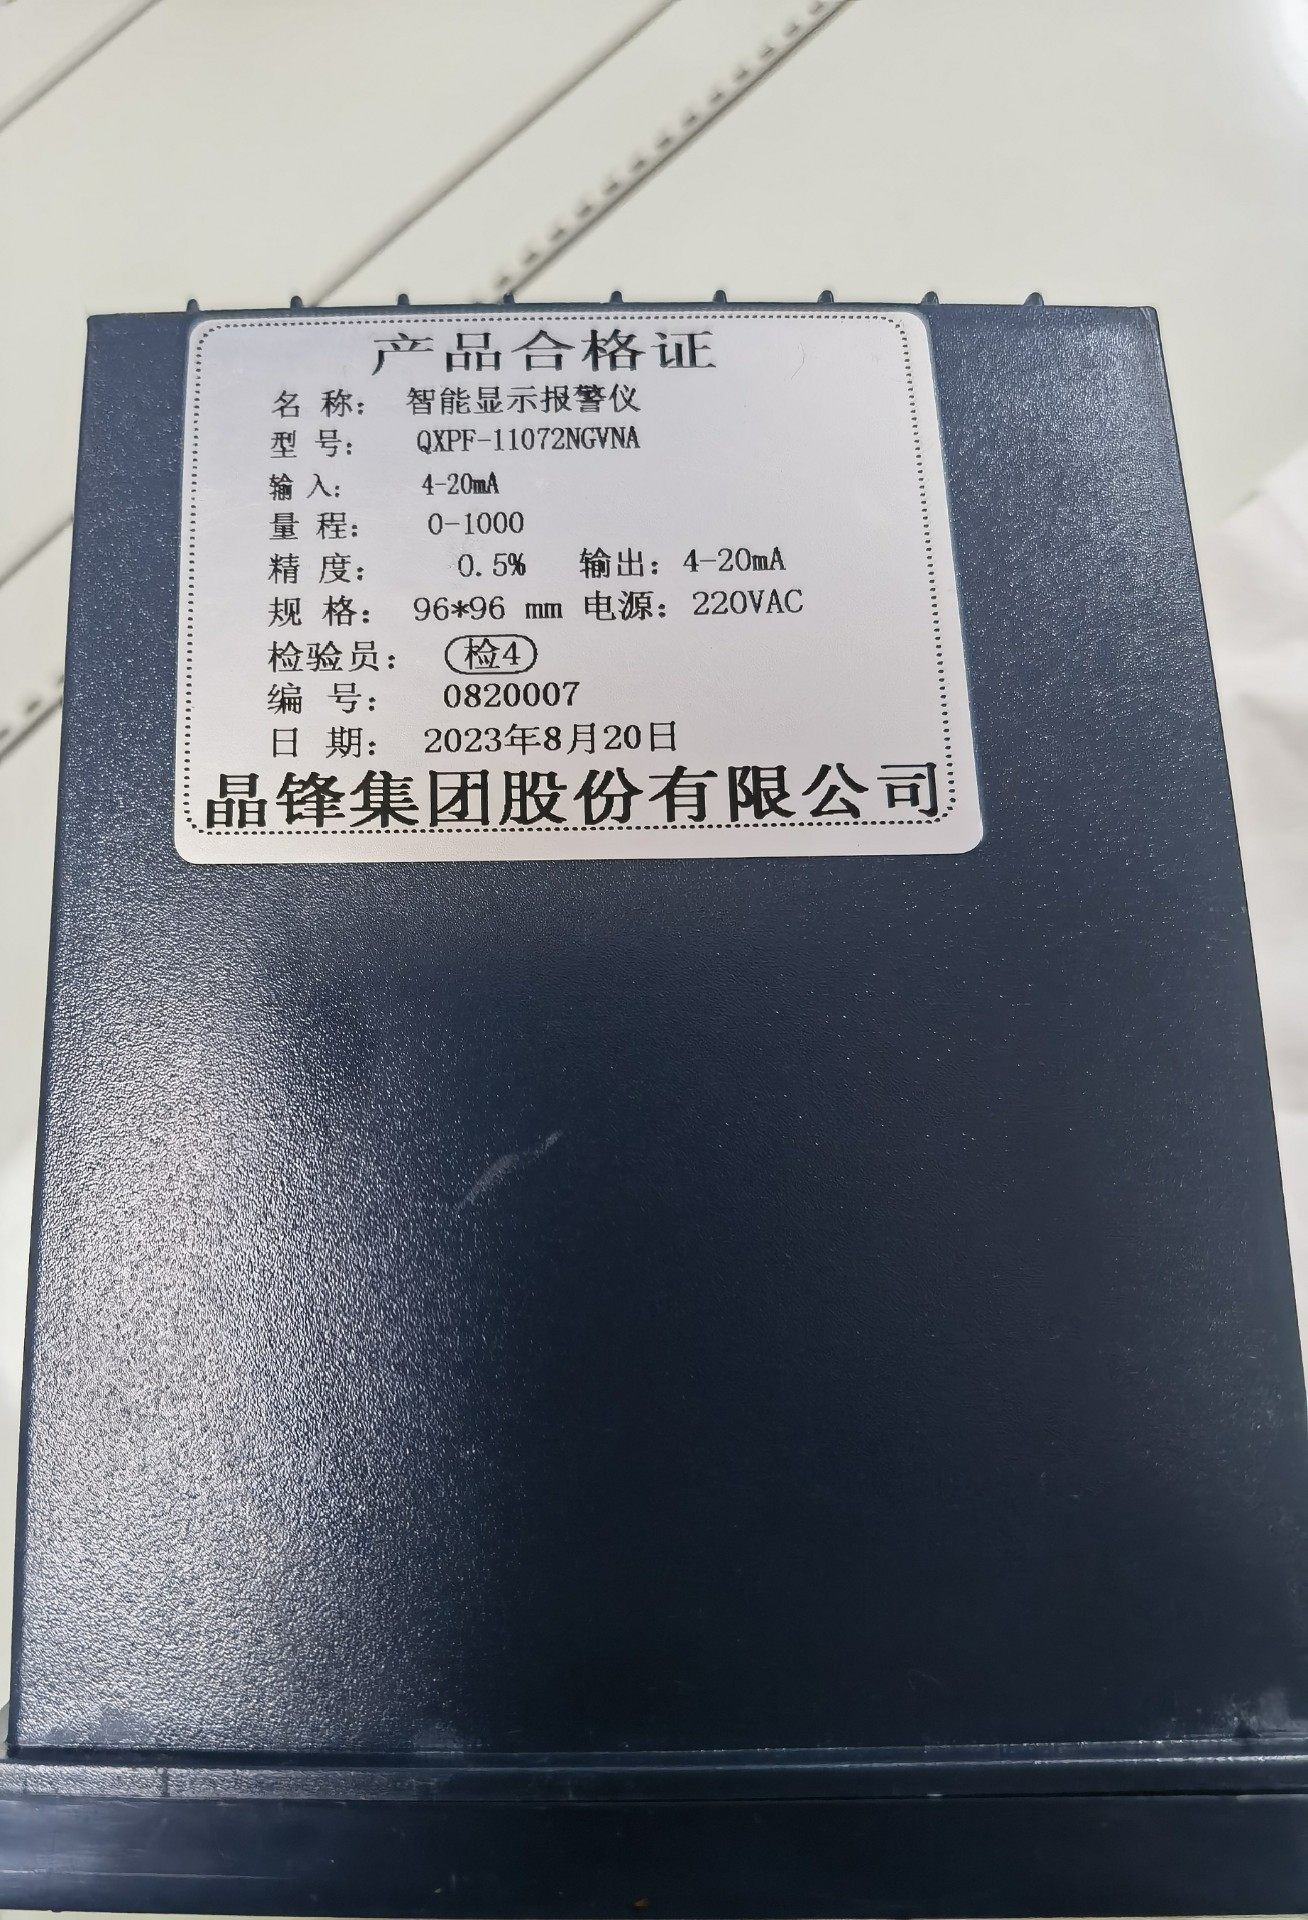 产品合格证
名 称： 智能显示报警仪
型 号： QXPF-11072NGVNA
输 入： 4-20mA
量 程： 0-1000
精 度： 0.5% 输出：4-20mA
规 格： 96*96 mm 电源：220VAC
检验员： 检4
编 号： 0820007
日 期： 2023年8月20日
晶锋集团股份有限公司